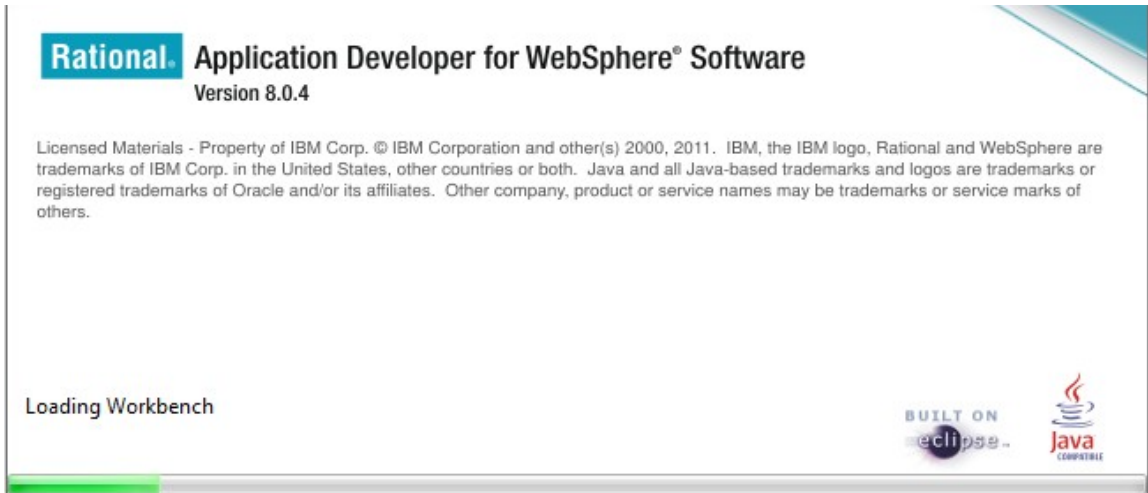 Rational® Application Developer for WebSphere® Software
Version 8.0.4
Licensed Materials - Property of IBM Corp. © IBM Corporation and other(s) 2000, 2011. IBM, the IBM logo, Rational and WebSphere are
trademarks of IBM Corp. in the United States, other countries or both. Java and all Java-based trademarks and logos are trademarks or
registered trademarks of Oracle and/or its affiliates. Other company, product or service names may be trademarks or service marks of
others.
Loading Workbench
BUILT ON
eclipse™
Java
COMPATIBLE